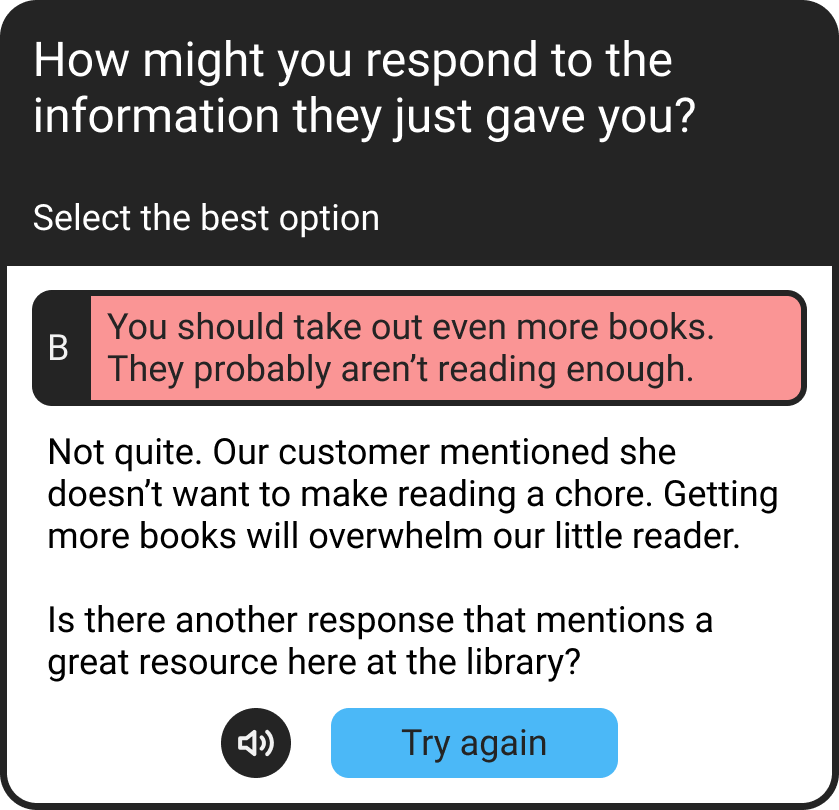 How might you respond to the
information they just gave you?
Select the best option
B
You should take out even more books.
They probably aren’t reading enough.
Not quite. Our customer mentioned she
doesn’t want to make reading a chore. Getting
more books will overwhelm our little reader.
Is there another response that mentions a
great resource here at the library?
Try again